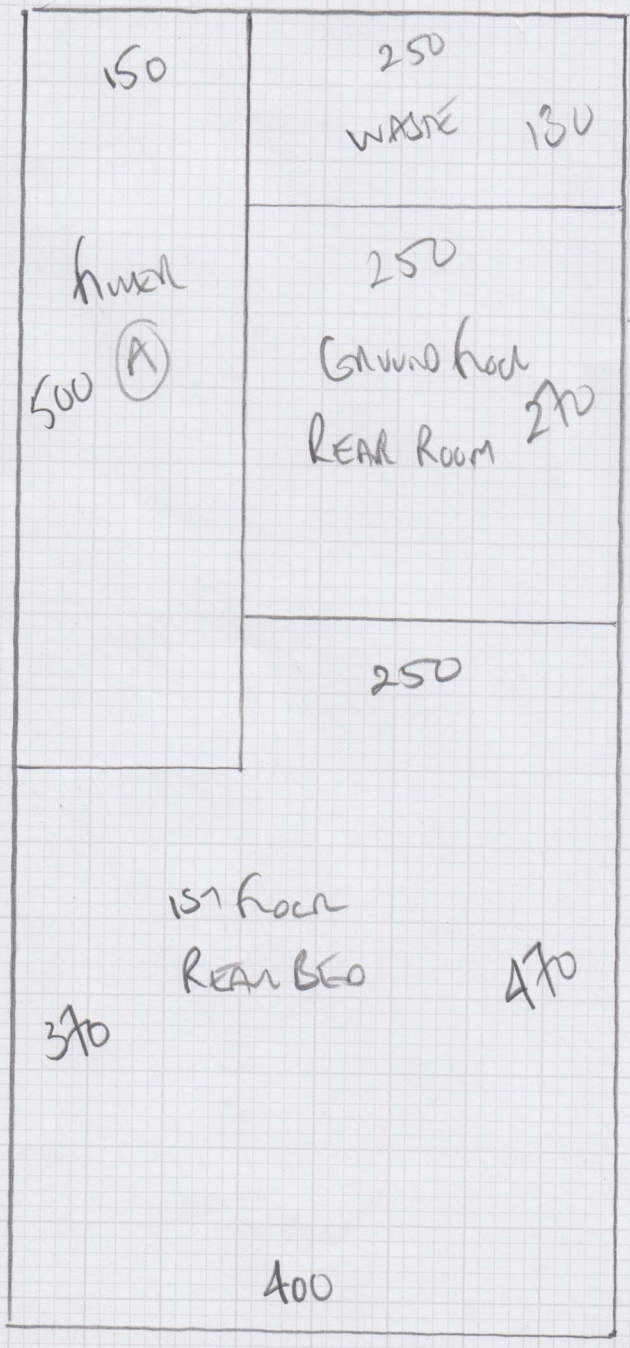 150
250
WASTE 130
250
500 A
GROUND floor
REAR ROOM 270
250
1ST floor
REAR BED
470
370
400